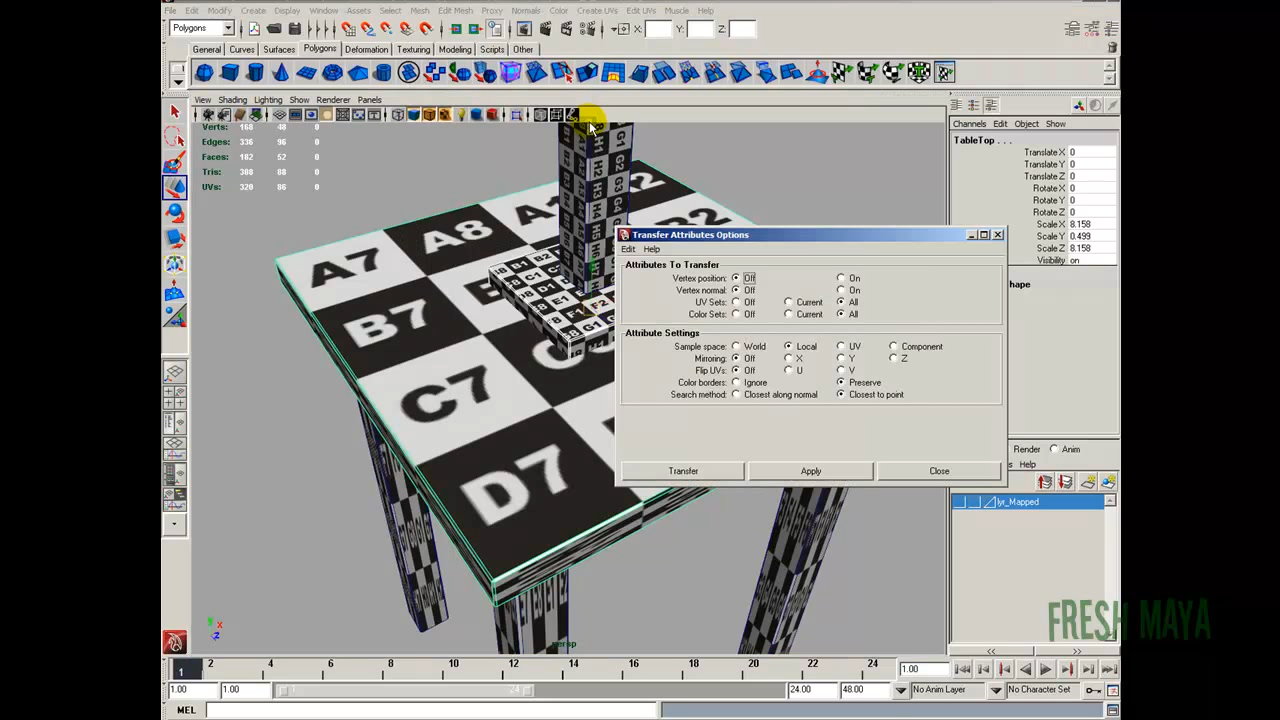 File Edit Modify Create Display Window Assets Select Mesh Edit Mesh Proxy Normals Color Create UVs Edit UVs Muscle Help
Polygons X: Y: Z:
General Curves Surfaces Polygons Deformation Texturing Modeling Scripts Other
View Shading Lighting Show Renderer Panels
Channels Edit Object Show
Verts: 160 48 0
Edges: 336 96 0
Faces: 182 52 0
Tris: 308 88 0
UVs: 320 86 0
TableTop . . .
Translate X 0
Translate Y 0
Translate Z 0
Rotate X 0
Rotate Y 0
Rotate Z 0
Scale X 8.158
Scale Y 0.499
Scale Z 8.158
Visibility on
hape
A7 A8 A1
B7
C7
D7
Transfer Attributes Options
Edit Help
Attributes To Transfer
Vertex position: Off On
Vertex normal: Off On
UV Sets: Off Current All
Color Sets: Off Current All
Attribute Settings
Sample space: World Local UV Component
Mirroring: Off X Y Z
Flip UVs: Off U V
Color borders: Ignore Preserve
Search method: Closest along normal Closest to point
Transfer Apply Close
Render Anim
s Help
lyr_Mapped
FRESH MAYA
persp
2 4 6 8 10 12 14 16 18 20 22 24
1 1.00
1.00 1.00 24 24.00 48.00 No Anim Layer No Character Set
MEL